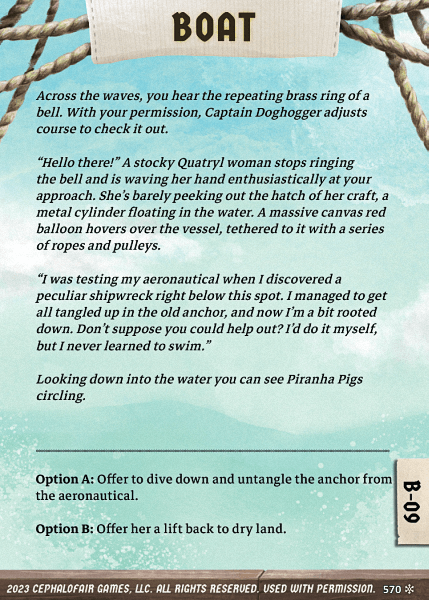 BOAT
Across the waves, you hear the repeating brass ring of a
bell. With your permission, Captain Doghogger adjusts
course to check it out.
“Hello there!” A stocky Quatryl woman stops ringing
the bell and is waving her hand enthusiastically at your
approach. She’s barely peeking out the hatch of her craft, a
metal cylinder floating in the water. A massive canvas red
balloon hovers over the vessel, tethered to it with a series
of ropes and pulleys.
“I was testing my aeronautical when I discovered a
peculiar shipwreck right below this spot. I managed to get
all tangled up in the old anchor, and now I’m a bit rooted
down. Don’t suppose you could help out? I’d do it myself,
but I never learned to swim.”
Looking down into the water you can see Piranha Pigs
circling.
Option A: Offer to dive down and untangle the anchor from
the aeronautical.
Option B: Offer her a lift back to dry land.
B-09
2023 CEPHALOFAIR GAMES, LLC. ALL RIGHTS RESERVED. USED WITH PERMISSION. 570